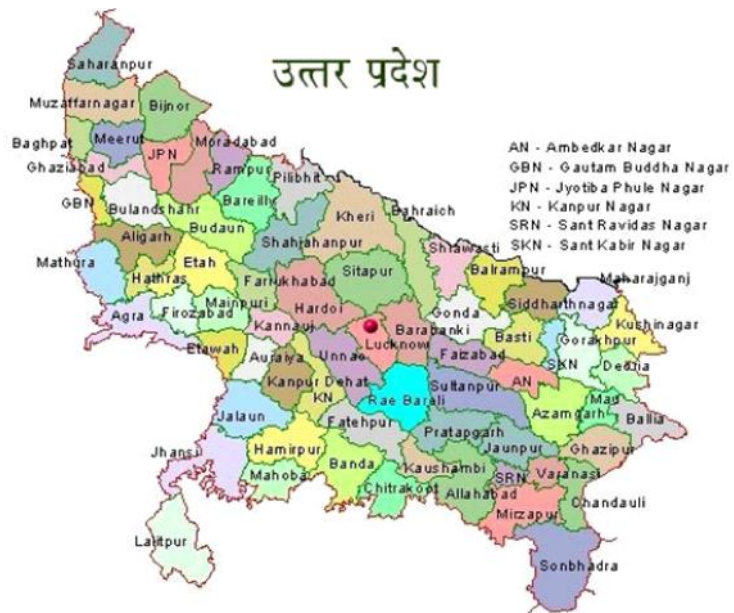 उत्तर प्रदेश
Saharanpur
Muzaffarnagar
Bijnor
Baghpat
Meerut
Moradabad
JPN
Ghaziabad
Rampur
Pilibhit
GBN
Bulandshahr
Bareilly
Kheri
Bahraich
Budaun
Aligarh
Shahjahanpur
Shrawasti
Mathura
Etah
Sitapur
Balrampur
Maharajganj
Hathras
Farrukhabad
Siddharthnagar
Agra
Firozabad
Mainpuri
Hardoi
Gonda
Kushinagar
Kannauj
Barabanki
Basti
Gorakhpur
Etawah
Auraiya
Unnao
Lucknow
Faizabad
SKN
Deoria
Kanpur Dehat
KN
Rae Bareli
Sultanpur
AN
Mau
Jalaun
Fatehpur
Azamgarh
Ballia
Pratapgarh
Jhansi
Hamirpur
Banda
Kaushambi
Jaunpur
Ghazipur
Mahoba
Chitrakoot
Allahabad
SRN
Varanasi
Mirzapur
Chandauli
Lalitpur
Sonbhadra
AN - Ambedkar Nagar
GBN - Gautam Buddha Nagar
JPN - Jyotiba Phule Nagar
KN - Kanpur Nagar
SRN - Sant Ravidas Nagar
SKN - Sant Kabir Nagar